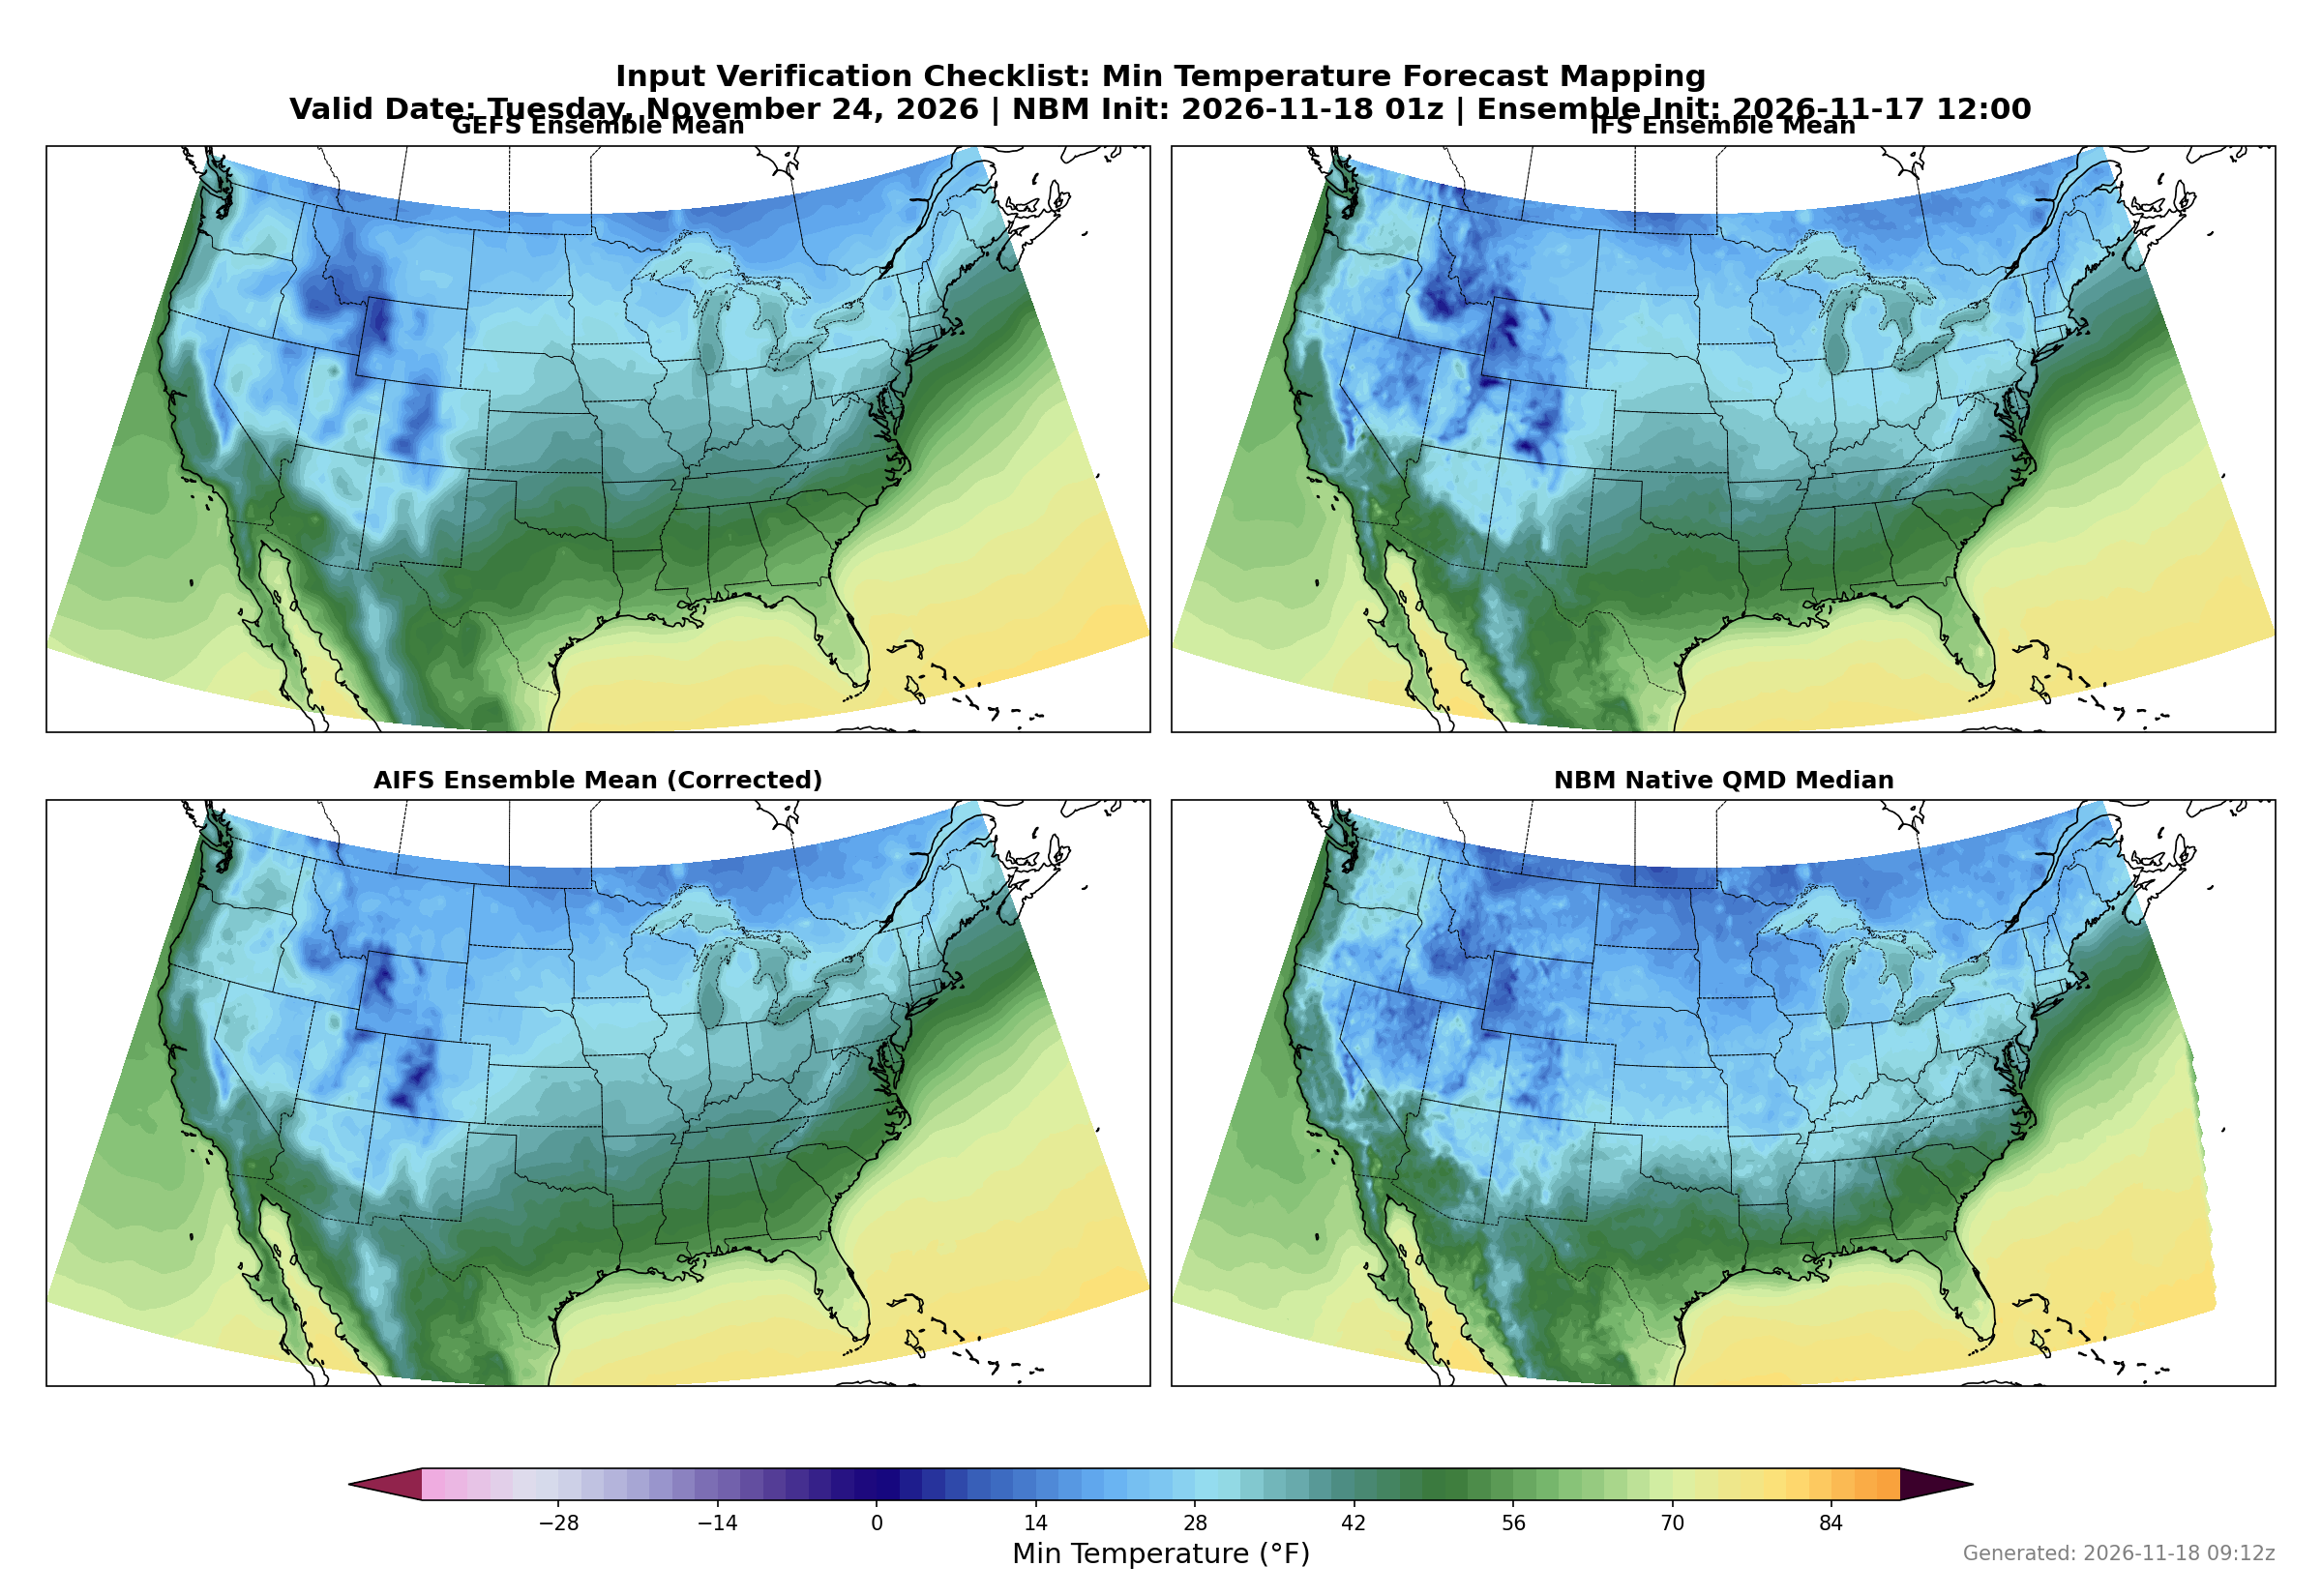 Input Verification Checklist: Min Temperature Forecast Mapping
Valid Date: Tuesday, November 24, 2026 | NBM Init: 2026-11-18 01z | Ensemble Init: 2026-11-17 12:00
GEFS Ensemble Mean
IFS Ensemble Mean
AIFS Ensemble Mean (Corrected)
NBM Native QMD Median
−28 −14 0 14 28 42 56 70 84
Min Temperature (°F)
Generated: 2026-11-18 09:12z